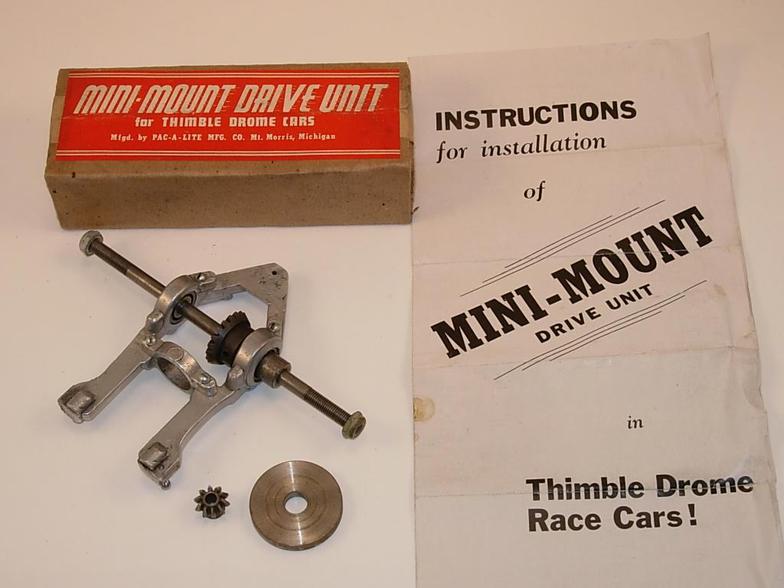 MINI-MOUNT DRIVE UNIT
for THIMBLE DROME CARS
Mfgd. by PAC-A-LITE MFG. CO. Mt. Morris, Michigan
INSTRUCTIONS
for installation
of
MINI-MOUNT
DRIVE UNIT
in
Thimble Drome
Race Cars!